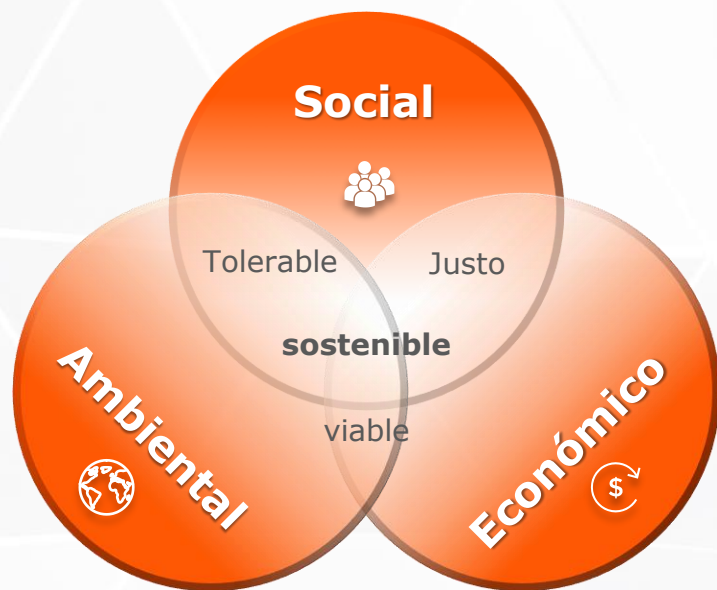 Social
Tolerable
Justo
sostenible
Ambiental
viable
Económico
$